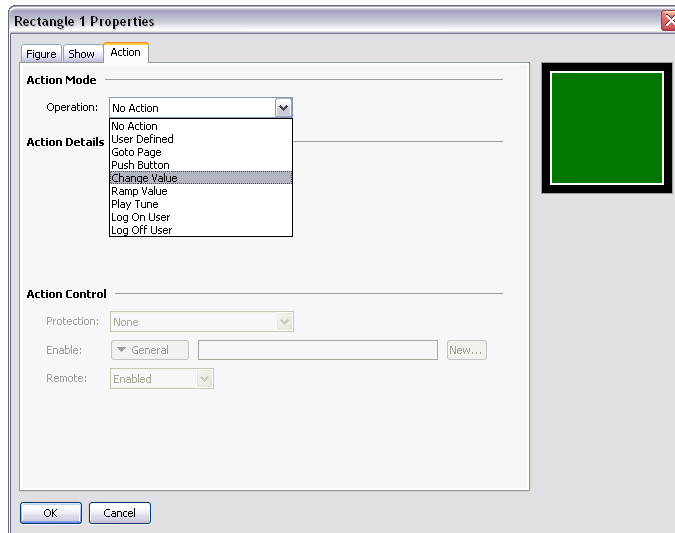 Rectangle 1 Properties
Figure Show Action
Action Mode
Operation: No Action
No Action
User Defined
Action Details
Goto Page
Push Button
Change Value
Ramp Value
Play Tune
Log On User
Log Off User
Action Control
Protection: None
Enable: General New...
Remote: Enabled
OK Cancel